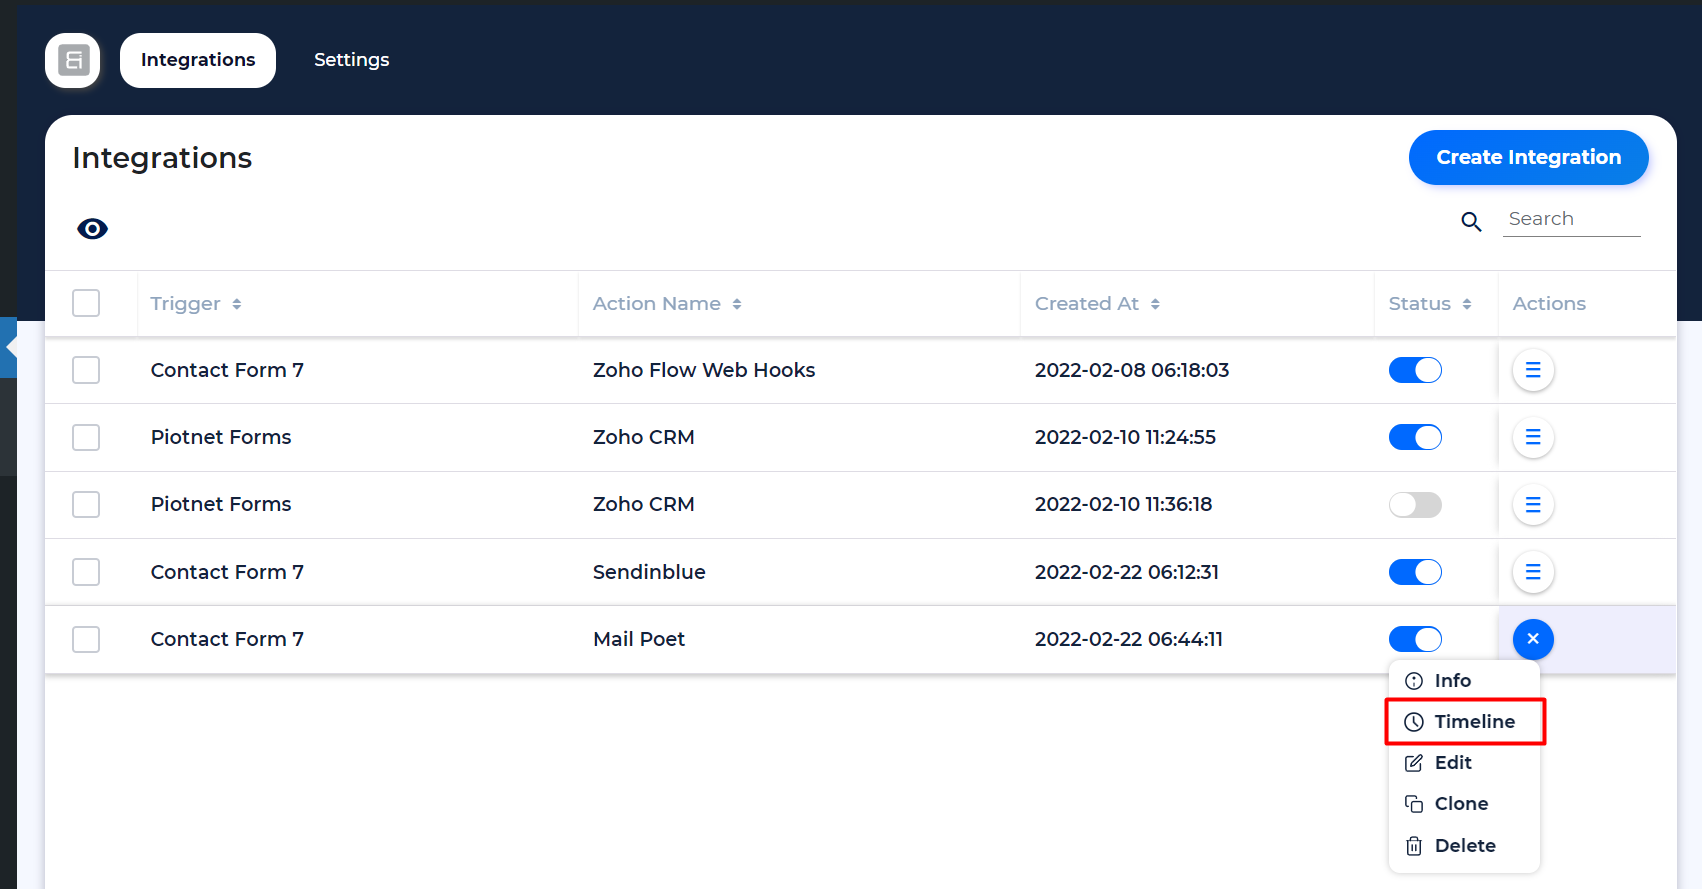 Integrations Settings
Integrations Create Integration
Search
Trigger Action Name Created At Status Actions
Contact Form 7 Zoho Flow Web Hooks 2022-02-08 06:18:03
Piotnet Forms Zoho CRM 2022-02-10 11:24:55
Piotnet Forms Zoho CRM 2022-02-10 11:36:18
Contact Form 7 Sendinblue 2022-02-22 06:12:31
Contact Form 7 Mail Poet 2022-02-22 06:44:11
Info
Timeline
Edit
Clone
Delete